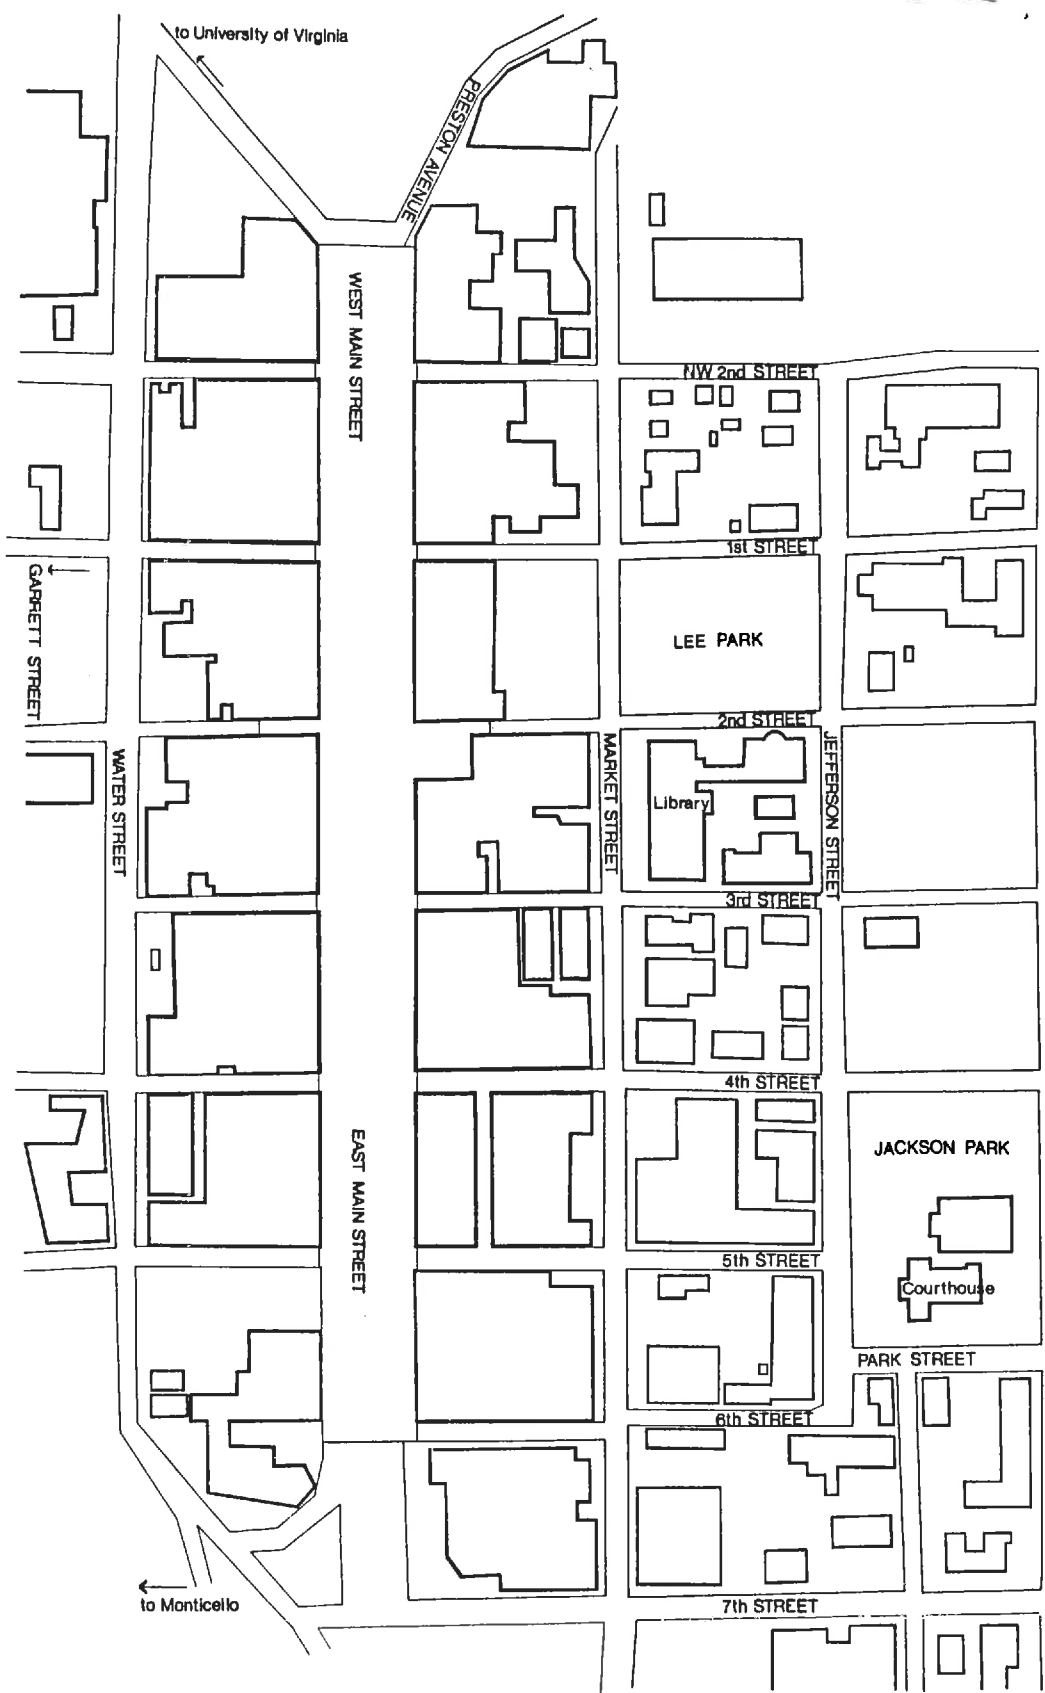 to University of Virginia
PRESTON AVENUE
WEST MAIN STREET
NW 2nd STREET
1st STREET
GARRETT STREET
LEE PARK
2nd STREET
WATER STREET
MARKET STREET
JEFFERSON STREET
Library
3rd STREET
4th STREET
EAST MAIN STREET
JACKSON PARK
5th STREET
Courthouse
PARK STREET
6th STREET
to Monticello
7th STREET